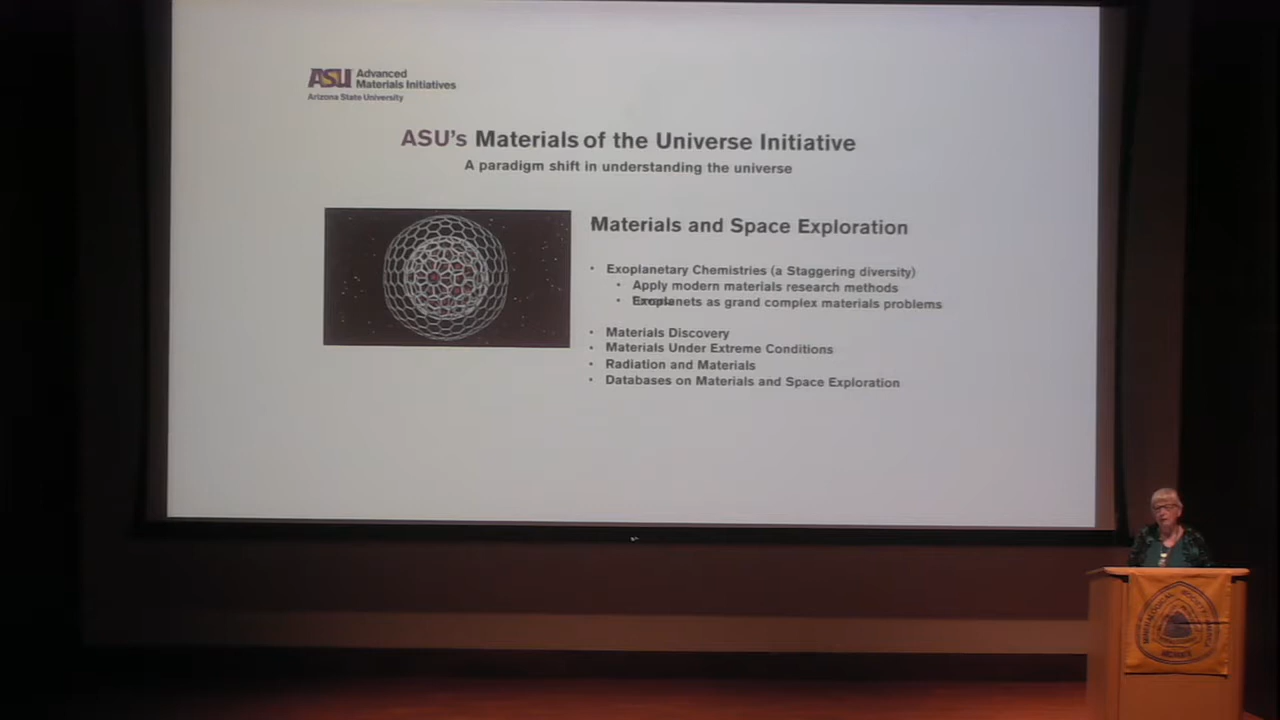 ASU Advanced
Materials Initiatives
Arizona State University
ASU's Materials of the Universe Initiative
A paradigm shift in understanding the universe
Materials and Space Exploration
• Exoplanetary Chemistries (a Staggering diversity)
• Apply modern materials research methods
• Exoplanets as grand complex materials problems
• Materials Discovery
• Materials Under Extreme Conditions
• Radiation and Materials
• Databases on Materials and Space Exploration
MINERALOGICAL SOCIETY